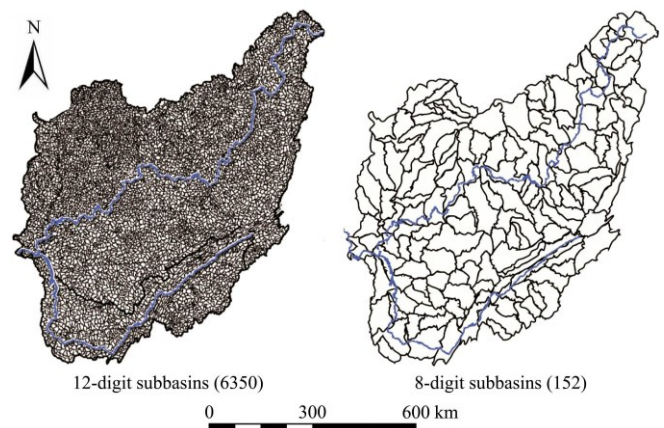 N
12-digit subbasins (6350)
8-digit subbasins (152)
0 300 600 km